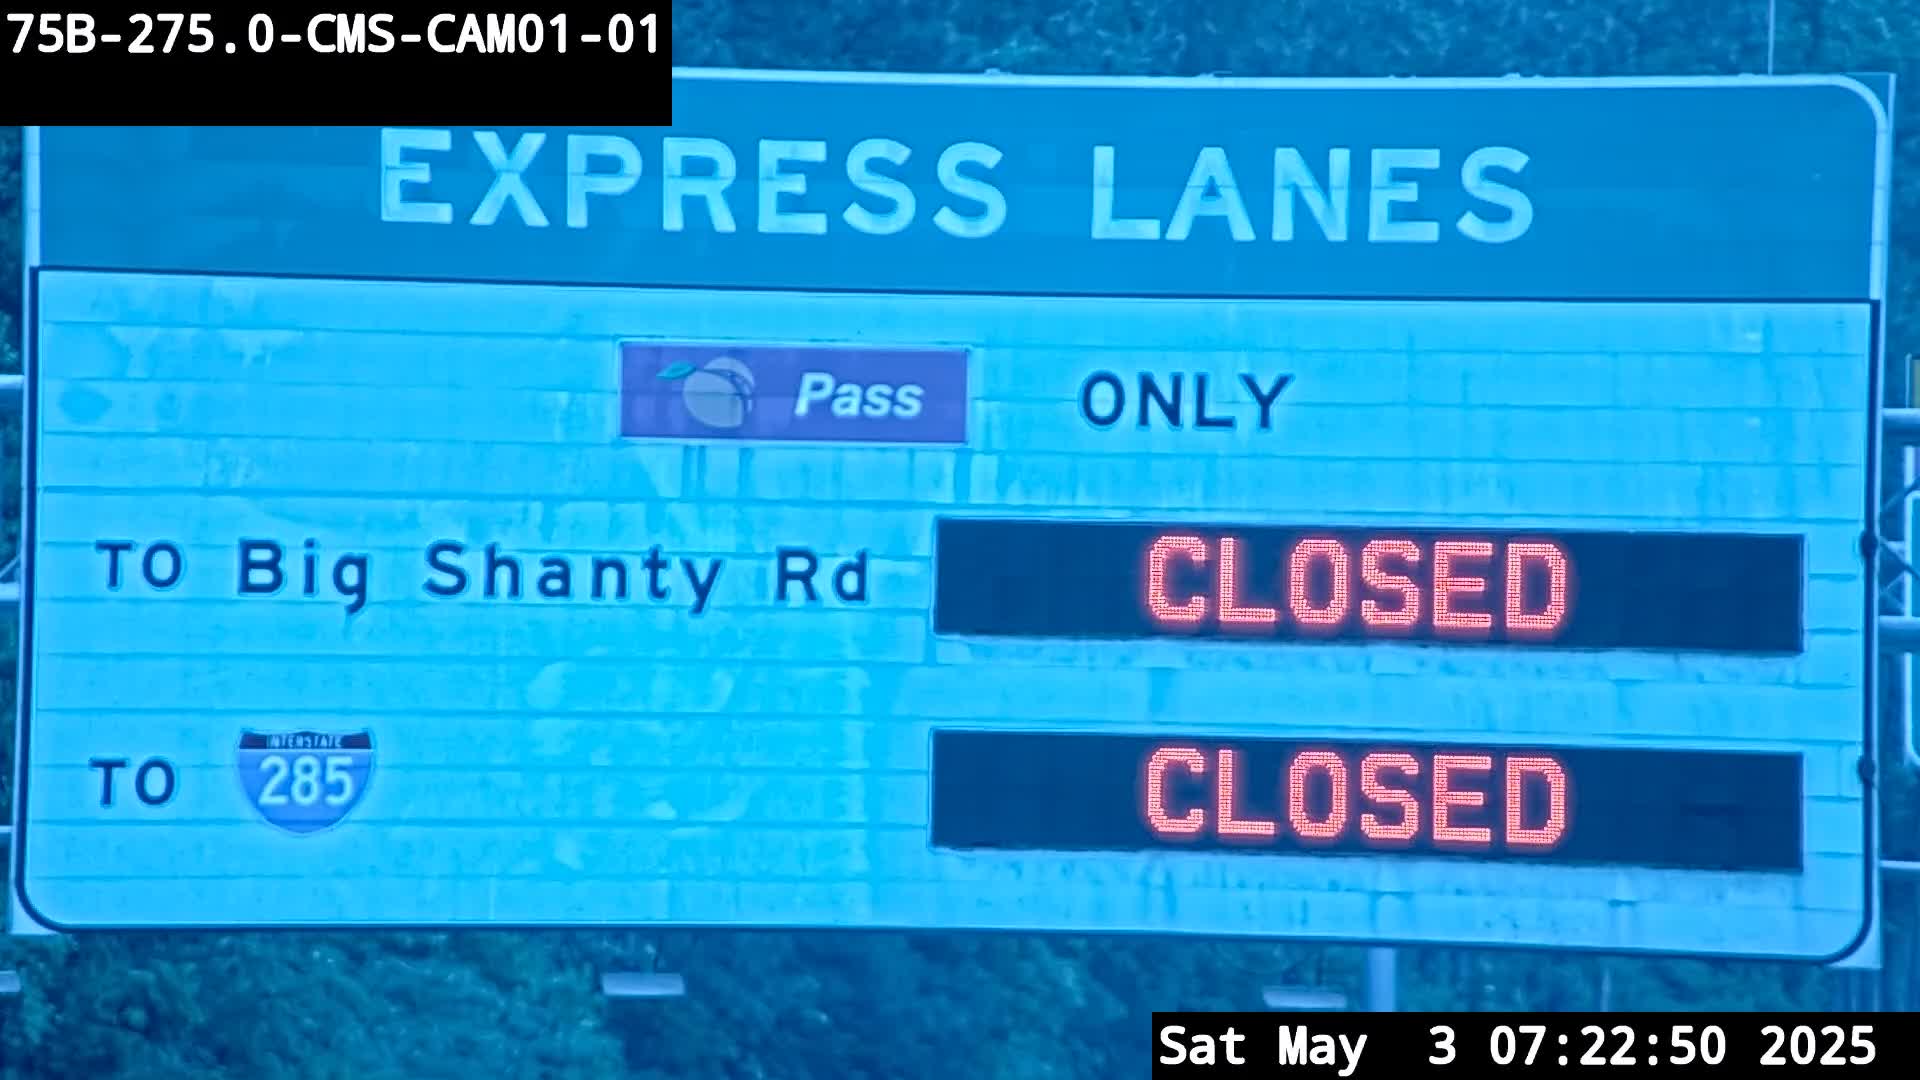 75B-275.0-CMS-CAM01-01
EXPRESS LANES
Pass ONLY
TO Big Shanty Rd CLOSED
TO INTERSTATE 285 CLOSED
Sat May 3 07:22:50 2025